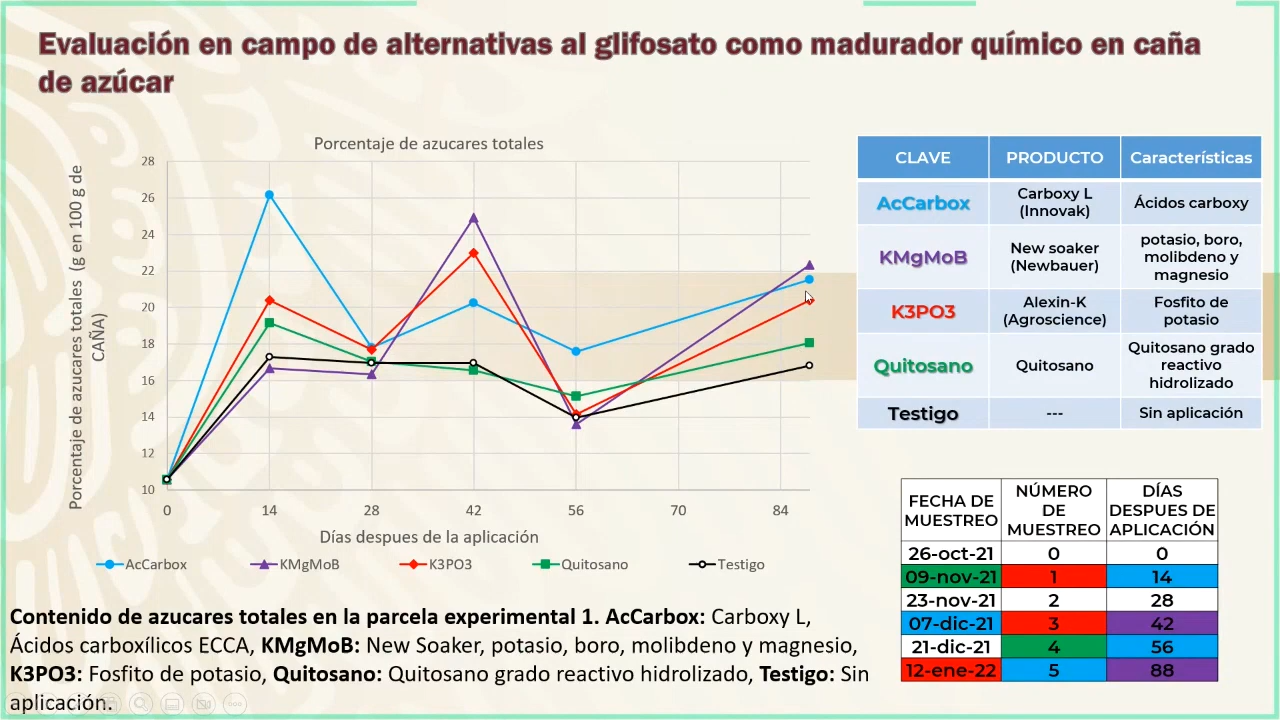 Evaluación en campo de alternativas al glifosato como madurador químico en caña
de azúcar
Porcentaje de azucares totales
Porcentaje de azucares totales (g en 100 g de
CAÑA)
28
26
24
22
20
18
16
14
12
10
0 14 28 42 56 70 84
Días despues de la aplicación
AcCarbox KMgMoB K3PO3 Quitosano Testigo
CLAVE PRODUCTO Características
AcCarbox Carboxy L (Innovak) Ácidos carboxy
KMgMoB New soaker (Newbauer) potasio, boro, molibdeno y magnesio
K3PO3 Alexin-K (Agroscience) Fosfito de potasio
Quitosano Quitosano Quitosano grado reactivo hidrolizado
Testigo --- Sin aplicación
FECHA DE MUESTREO NÚMERO DE MUESTREO DÍAS DESPUES DE APLICACIÓN
26-oct-21 0 0
09-nov-21 1 14
23-nov-21 2 28
07-dic-21 3 42
21-dic-21 4 56
12-ene-22 5 88
Contenido de azucares totales en la parcela experimental 1. AcCarbox: Carboxy L,
Ácidos carboxílicos ECCA, KMgMoB: New Soaker, potasio, boro, molibdeno y magnesio,
K3PO3: Fosfito de potasio, Quitosano: Quitosano grado reactivo hidrolizado, Testigo: Sin
aplicación.